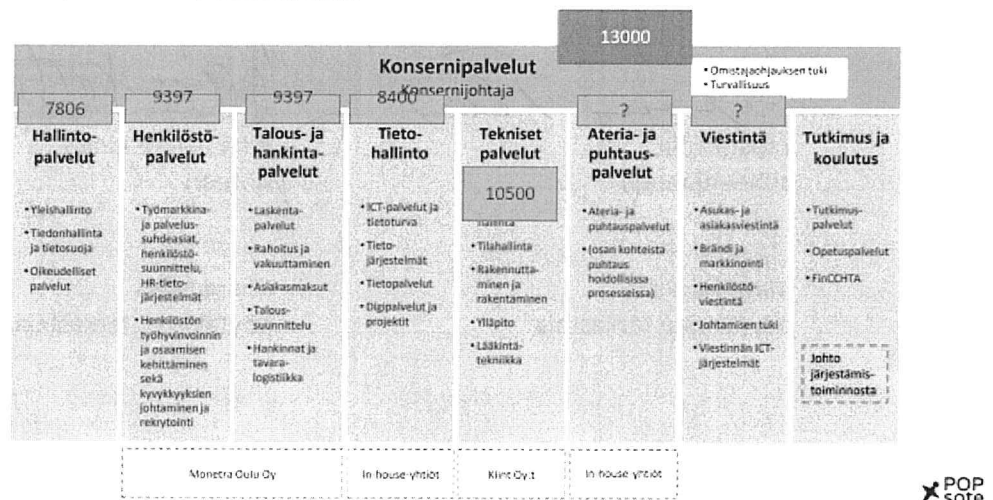 13000
Konsernipalvelut
Konsernijohtaja
• Omistajaohjauksen tuki
• Turvallisuus
7806
Hallinto-
palvelut
• Yleishallinto
• Tiedonhallinta
ja tietosuoja
• Oikeudelliset
palvelut
9397
Henkilöstö-
palvelut
• Työmarkkina-
ja palvelus-
suhdeasiat,
henkilöstö-
suunnittelu,
HR-tieto-
järjestelmät
• Henkilöstön
työhyvinvoinnin
ja osaamisen
kehittäminen
sekä
kyvykkyyksien
johtaminen ja
rekrytointi
9397
Talous- ja
hankinta-
palvelut
• Laskenta-
palvelut
• Rahoitus ja
vakuuttaminen
• Asiakasmaksut
• Talous-
suunnittelu
• Hankinnat ja
tavara-
logistiikka
8400
Tieto-
hallinto
• ICT-palvelut ja
tietoturva
• Tieto-
järjestelmät
• Tietopalvelut
• Digipalvelut ja
projektit
Tekniset
palvelut
10500
• Tilahallinta
• Rakennutta-
minen ja
rakentaminen
• Ylläpito
• Lääkintä-
tekniikka
?
Ateria- ja
puhtaus-
palvelut
• Ateria- ja
puhtauspalvelut
• (osan kohteista
puhtaus
hoidollisissa
prosesseissa)
?
Viestintä
• Asukas- ja
asiakasviestintä
• Brändi ja
markkinointi
• Henkilöstö-
viestintä
• Johtamisen tuki
• Viestinnän ICT-
järjestelmät
Tutkimus ja
koulutus
• Tutkimus-
palvelut
• Opetuspalvelut
• FinCCHTA
Johto
järjestämis-
toiminnosta
Monetra Oulu Oy
In-house-yhtiöt
Kiint Oy:t
In-house-yhtiöt
POP
sote